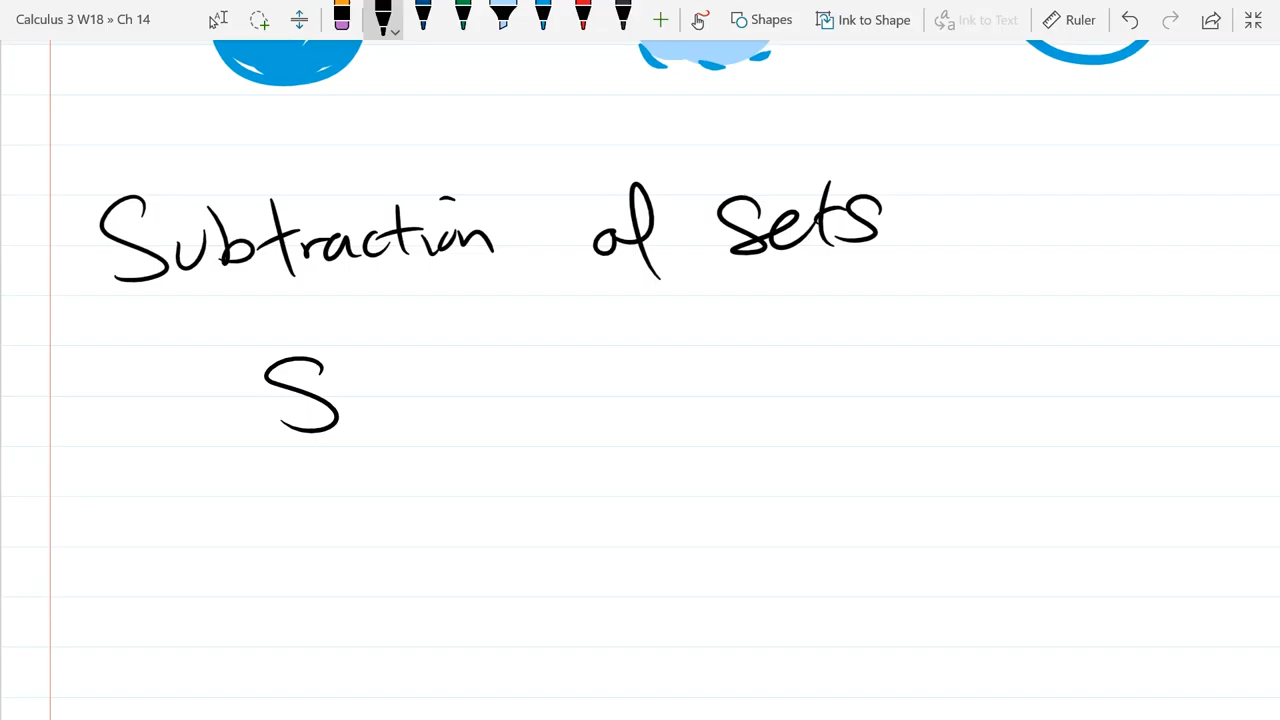 Calculus 3 W18 » Ch 14 Shapes Ink to Shape Ink to Text Ruler
Subtraction of sets
S